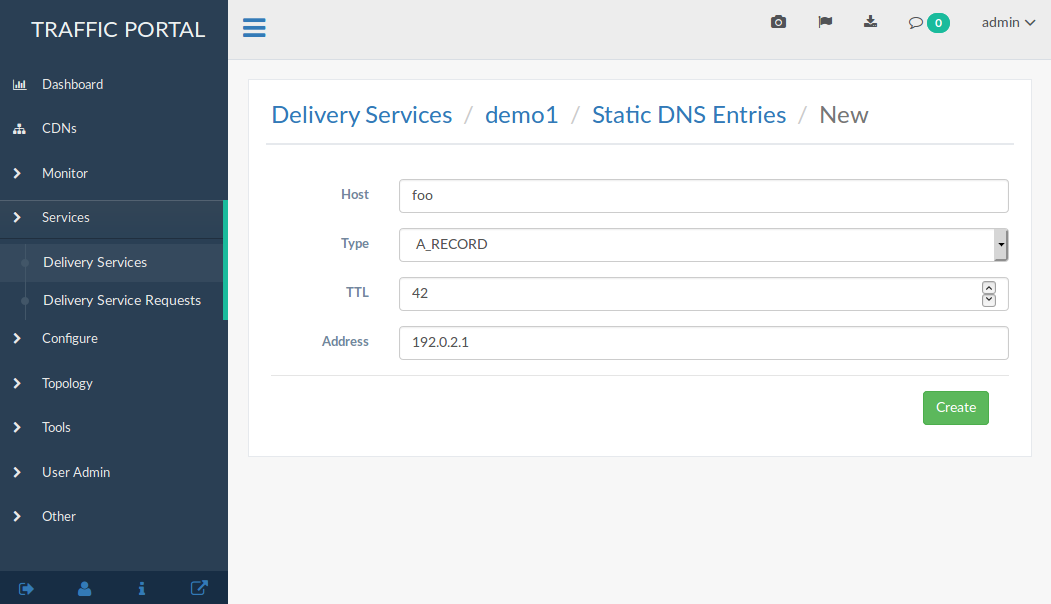 TRAFFIC PORTAL
0
admin
Dashboard
CDNs
Monitor
Services
Delivery Services
Delivery Service Requests
Configure
Topology
Tools
User Admin
Other
Delivery Services / demo1 / Static DNS Entries / New
Host
foo
Type
A_RECORD
TTL
42
Address
192.0.2.1
Create